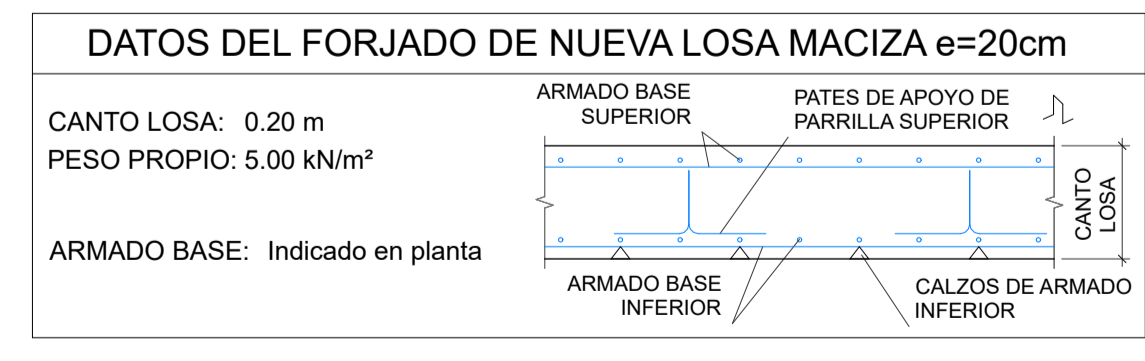 DATOS DEL FORJADO DE NUEVA LOSA MACIZA e=20cm
CANTO LOSA: 0.20 m
PESO PROPIO: 5.00 kN/m²
ARMADO BASE: Indicado en planta
ARMADO BASE
SUPERIOR
PATES DE APOYO DE
PARRILLA SUPERIOR
CANTO
LOSA
ARMADO BASE
INFERIOR
CALZOS DE ARMADO
INFERIOR